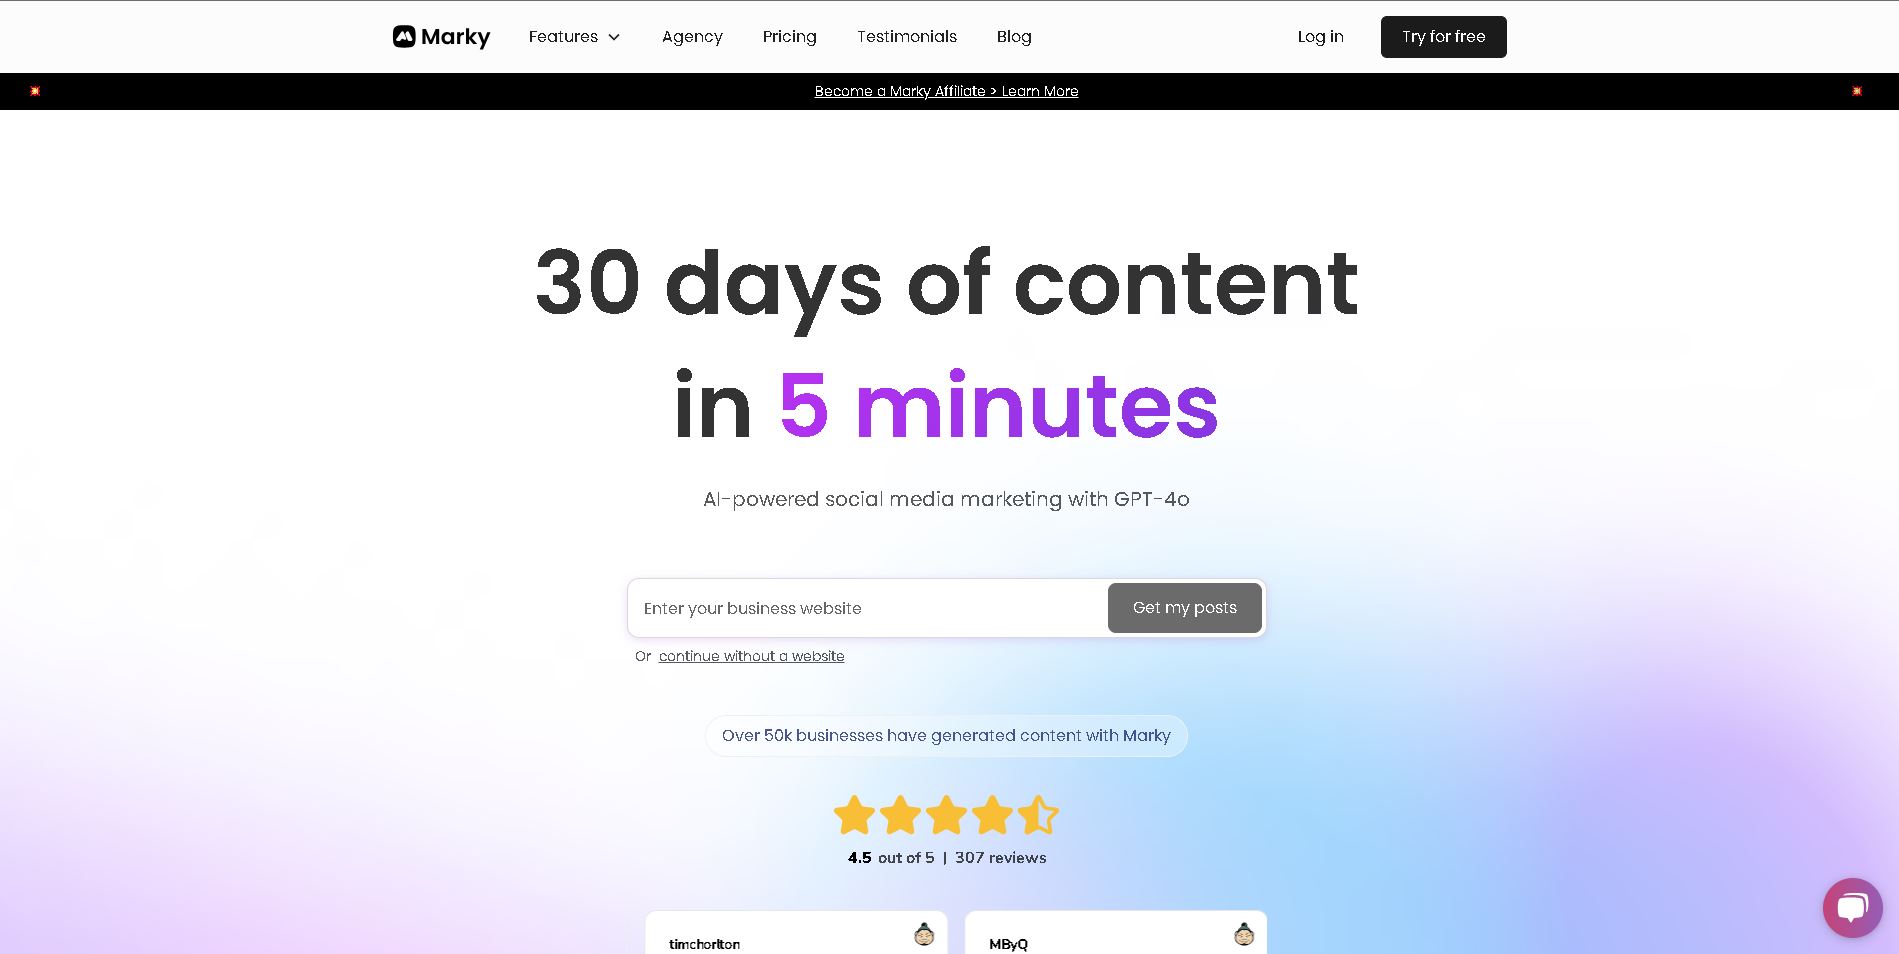 Marky Features Agency Pricing Testimonials Blog Log in Try for free
Become a Marky Affiliate > Learn More
30 days of content
in 5 minutes
AI-powered social media marketing with GPT-4o
Enter your business website Get my posts
Or continue without a website
Over 50k businesses have generated content with Marky
4.5 out of 5 | 307 reviews
timchorlton MByQ